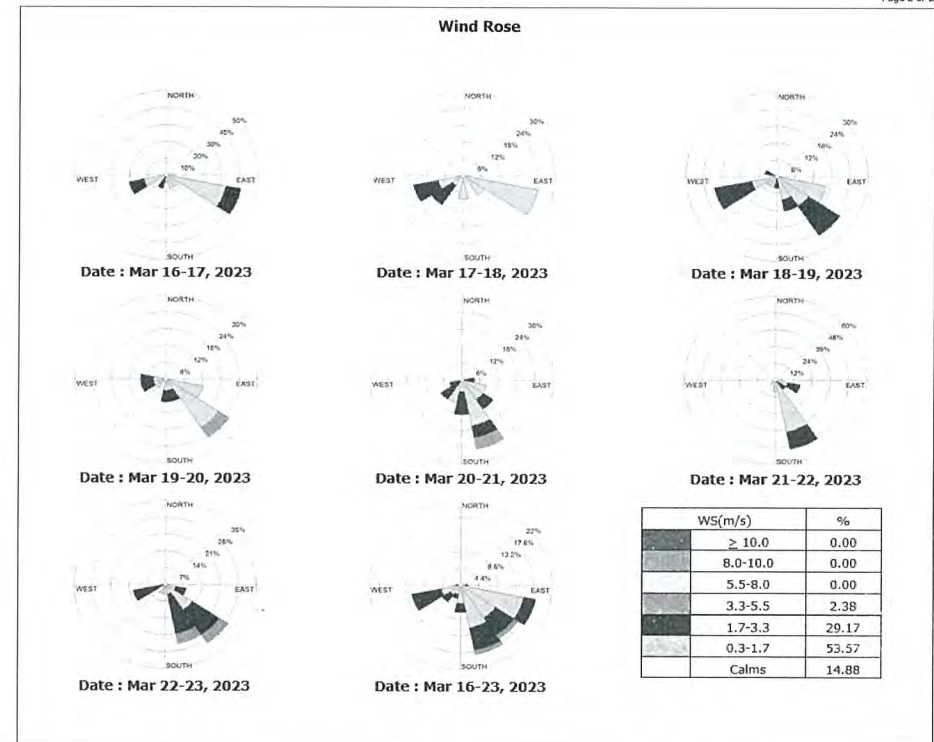 Wind Rose
NORTH
50%
40%
30%
20%
10%
WEST
EAST
SOUTH
Date : Mar 16-17, 2023
NORTH
30%
24%
18%
12%
6%
WEST
EAST
SOUTH
Date : Mar 17-18, 2023
NORTH
30%
24%
18%
12%
6%
WEST
EAST
SOUTH
Date : Mar 18-19, 2023
NORTH
30%
24%
18%
12%
6%
WEST
EAST
SOUTH
Date : Mar 19-20, 2023
NORTH
30%
24%
18%
12%
6%
WEST
EAST
SOUTH
Date : Mar 20-21, 2023
NORTH
60%
48%
36%
24%
12%
WEST
EAST
SOUTH
Date : Mar 21-22, 2023
NORTH
35%
28%
21%
14%
7%
WEST
EAST
SOUTH
Date : Mar 22-23, 2023
NORTH
22%
17.6%
13.2%
8.8%
4.4%
WEST
EAST
SOUTH
Date : Mar 16-23, 2023
WS(m/s) %
≥ 10.0 0.00
8.0-10.0 0.00
5.5-8.0 0.00
3.3-5.5 2.38
1.7-3.3 29.17
0.3-1.7 53.57
Calms 14.88